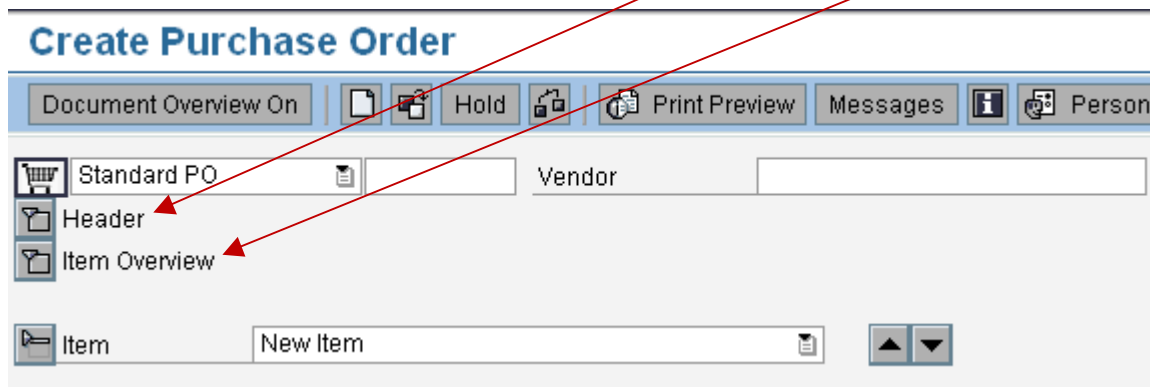 Create Purchase Order
Document Overview On Hold Print Preview Messages Person
Standard PO Vendor
Header
Item Overview
Item New Item